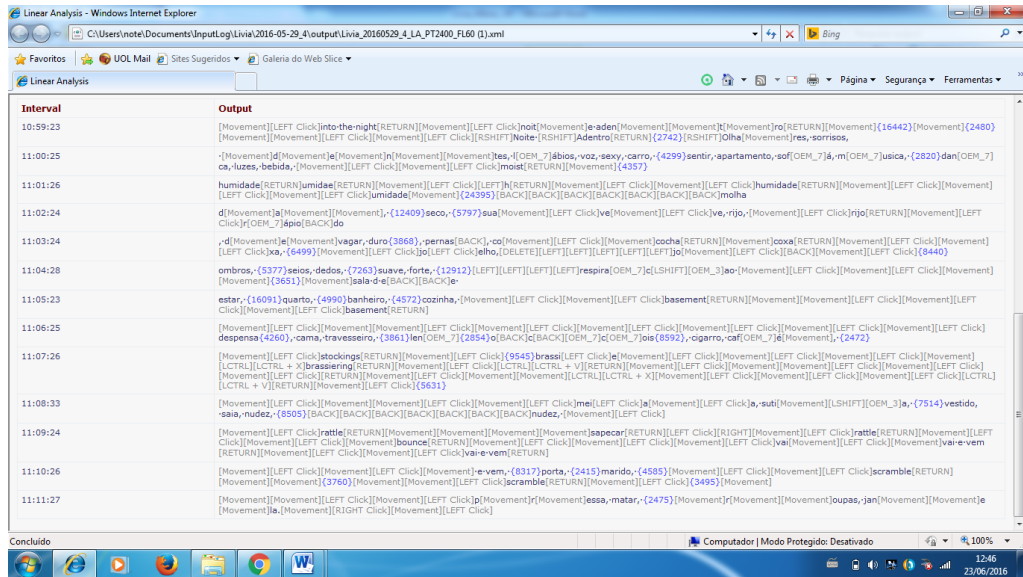 Linear Analysis - Windows Internet Explorer
C:\Users\note\Documents\InputLog\Livia\2016-05-29_4\output\Livia_20160529_4_LA_PT2400_FL60 (1).xml
Bing
Favoritos UOL Mail Sites Sugeridos Galeria do Web Slice
Linear Analysis
Página Segurança Ferramentas
Interval Output
10:59:23 [Movement][LEFT Click]into·the·night[RETURN][Movement][LEFT Click]noit[Movement]e·aden[Movement][Movement]t[Movement]ro[RETURN][Movement]{16442}[Movement]{2480}
[Movement][Movement][LEFT Click][Movement][LEFT Click][RSHIFT]Noite·[RSHIFT]Adentro[RETURN]{2742}[RSHIFT]Olha[Movement]res,·sorrisos,
11:00:25 ·[Movement]d[Movement]e[Movement]n[Movement][Movement]tes,·l[OEM_7]ábios,·voz,·sexy,·carro,·{4299}sentir,·apartamento,·sof[OEM_7]á,·m[OEM_7]usica,·{2820}dan[OEM_7]
ca,·luzes,·bebida,·[Movement][LEFT Click][Movement][LEFT Click]moist[RETURN][Movement]{4357}
11:01:26 humidade[RETURN]umidae[RETURN][Movement][LEFT Click][LEFT]h[RETURN][Movement][Movement][LEFT Click][Movement][LEFT Click]humidade[RETURN][Movement][LEFT Click][Movement]
[LEFT Click][Movement][LEFT Click]umidade[Movement]{24395}[BACK][BACK][BACK][BACK][BACK][BACK][BACK]molha
11:02:24 d[Movement]a[Movement][Movement],·{12409}seco,·{5797}sua[Movement][LEFT Click]ve[Movement][LEFT Click]ve,·rijo,·[Movement][LEFT Click]rijo[RETURN][Movement][LEFT
Click]r[OEM_7]ápio[BACK]do
11:03:24 ,·d[Movement]e[Movement]vagar,·duro{3868},·pernas[BACK],·co[Movement][LEFT Click][Movement]cocha[RETURN][Movement]coxa[RETURN][Movement][LEFT Click][Movement]
[LEFT Click]xa,·{6499}[Movement][LEFT Click]jo[LEFT Click]elho,[DELETE][LEFT][LEFT][LEFT][LEFT][LEFT]jo[Movement][LEFT Click][BACK][Movement][LEFT Click]{8440}
11:04:28 ombros,·{5377}seios,·dedos,·{7263}suave,·forte,·{12912}[LEFT][LEFT][LEFT][LEFT]respira[OEM_7]c[LSHIFT][OEM_3]ao·[Movement][LEFT Click][Movement][LEFT Click][Movement]
[Movement]{3651}[Movement]sala·d·e[BACK][BACK]e·
11:05:23 estar,·{16091}quarto,·{4990}banheiro,·{4572}cozinha,·[Movement][LEFT Click][Movement][LEFT Click]basement[RETURN][Movement][Movement][LEFT Click][Movement][LEFT
Click][Movement][LEFT Click]basement[RETURN]
11:06:25 [Movement][LEFT Click][Movement][Movement][LEFT Click][Movement][LEFT Click][Movement][LEFT Click][Movement][LEFT Click][Movement][LEFT Click][Movement][LEFT Click]
despensa{4260},·cama,·travesseiro,·{3861}len[OEM_7]{2854}o[BACK]c[BACK][OEM_7]c[OEM_7]ois{8592},·cigarro,·caf[OEM_7]é[Movement],·{2472}
11:07:26 [Movement][LEFT Click]stockings[RETURN][Movement][Movement][LEFT Click]{9545}brassi[LEFT Click]e[Movement][LEFT Click][Movement][LEFT Click][Movement][LEFT Click][Movement]
[LCTRL][LCTRL + X]brassiering[RETURN][Movement][LEFT Click][LCTRL][LCTRL + V][RETURN][Movement][LEFT Click][Movement][LEFT Click][Movement][LEFT Click][Movement]
[Movement][LEFT Click][RETURN][Movement][LEFT Click][Movement][Movement][Movement][LCTRL][LCTRL + X][Movement][LEFT Click][Movement][LEFT Click][LCTRL]
[LCTRL + V][RETURN][Movement][LEFT Click]{5631}
11:08:33 [Movement][LEFT Click][Movement][LEFT Click][Movement][LEFT Click]mei[LEFT Click]a[Movement][LEFT Click]a,·suti[Movement][LSHIFT][OEM_3]a,·{7514}vestido,
·saia,·nudez,·{8505}[BACK][BACK][BACK][BACK][BACK][BACK][BACK]nudez,·[Movement][LEFT Click]
11:09:24 [Movement][LEFT Click]rattle[RETURN][Movement][Movement][Movement][Movement]sapecar[RETURN][LEFT Click][RIGHT][Movement][LEFT Click]rattle[RETURN][Movement][LEFT
Click][Movement][LEFT Click][Movement]bounce[RETURN][Movement][LEFT Click][Movement][LEFT Click][Movement][LEFT Click]vai[Movement][LEFT Click][Movement]vai·e·vem
[RETURN][Movement][Movement][LEFT Click]vai·e·vem[RETURN]
11:10:26 [Movement][LEFT Click][Movement][Movement][LEFT Click][Movement]·e·vem,·{8317}porta,·{2415}marido,·{4585}[Movement][LEFT Click][Movement][LEFT Click]scramble[RETURN]
[Movement]{3760}[Movement][LEFT Click]scramble[RETURN][Movement][LEFT Click]{3495}[Movement]
11:11:27 [Movement][Movement][LEFT Click][Movement][LEFT Click]p[Movement]r[Movement]essa,·matar,·{2475}[Movement]r[Movement][Movement]oupas,·jan[Movement][Movement]e
[Movement]la.[Movement][RIGHT Click][Movement][LEFT Click]
Concluído
Computador | Modo Protegido: Desativado
100%
12:46
23/06/2016